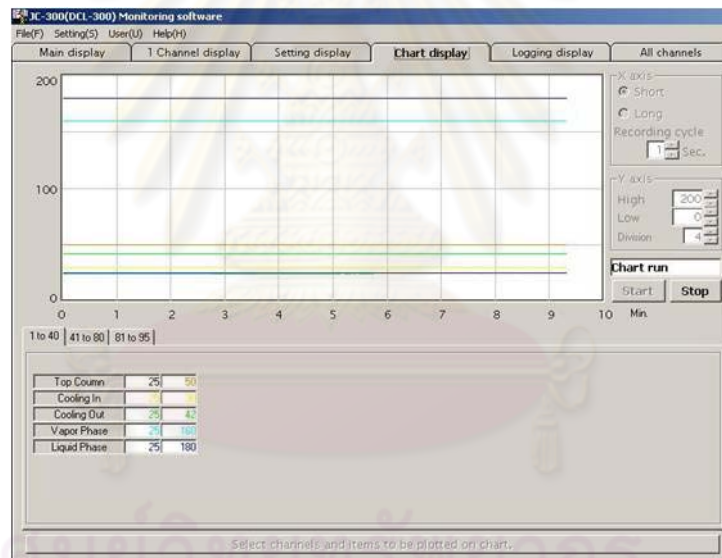 JC-300(DCL-300) Monitoring software
File(F) Setting(S) User(U) Help(H)
Main display 1 Channel display Setting display Chart display Logging display All channels
X axis
Short
Long
Recording cycle
1 Sec.
Y axis
High 200
Low 0
Division 4
Chart run
Start Stop
200
100
0
0 1 2 3 4 5 6 7 8 9 10 Min.
1 to 40 41 to 80 81 to 95
Top Coumn 25 50
Cooling In
Cooling Out 25 42
Vapor Phase 25 160
Liquid Phase 25 180
Select channels and items to be plotted on chart.